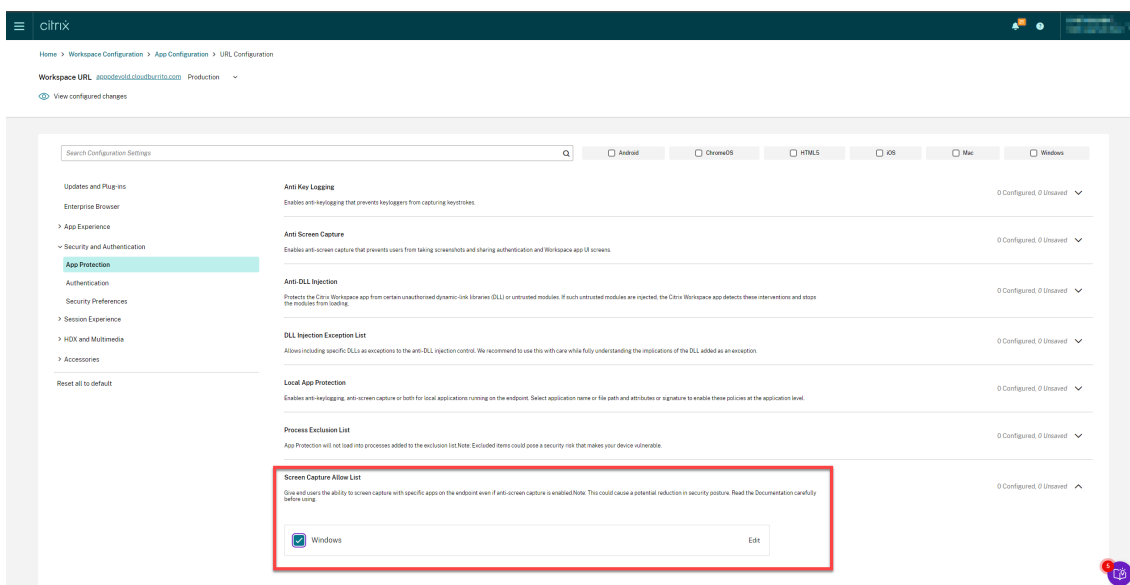 citrix
Home > Workspace Configuration > App Configuration > URL Configuration
Workspace URL apppdevold.cloudburrito.com Production
View configured changes
Search Configuration Settings
Android
ChromeOS
HTML5
iOS
Mac
Windows
Updates and Plug-ins
Enterprise Browser
App Experience
Security and Authentication
App Protection
Authentication
Security Preferences
Session Experience
HDX and Multimedia
Accessories
Reset all to default
Anti Key Logging
0 Configured, 0 Unsaved
Enables anti-keylogging that prevents keyloggers from capturing keystrokes.
Anti Screen Capture
0 Configured, 0 Unsaved
Enables anti-screen capture that prevents users from taking screenshots and sharing authentication and Workspace app UI screens.
Anti-DLL Injection
0 Configured, 0 Unsaved
Protects the Citrix Workspace app from certain unauthorised dynamic-link libraries (DLL) or untrusted modules. If such untrusted modules are injected, the Citrix Workspace app detects these interventions and stops
the modules from loading.
DLL Injection Exception List
0 Configured, 0 Unsaved
Allows including specific DLLs as exceptions to the anti-DLL injection control. We recommend to use this with care while fully understanding the implications of the DLL added as an exception.
Local App Protection
0 Configured, 0 Unsaved
Enables anti-keylogging, anti-screen capture or both for local applications running on the endpoint. Select application name or file path and attributes or signature to enable these policies at the application level.
Process Exclusion List
0 Configured, 0 Unsaved
App Protection will not load into processes added to the exclusion list.Note: Excluded items could pose a security risk that makes your device vulnerable.
Screen Capture Allow List
0 Configured, 0 Unsaved
Give end users the ability to screen capture with specific apps on the endpoint even if anti-screen capture is enabled.Note: This could cause a potential reduction in security posture. Read the Documentation carefully
before using.
Windows
Edit
5